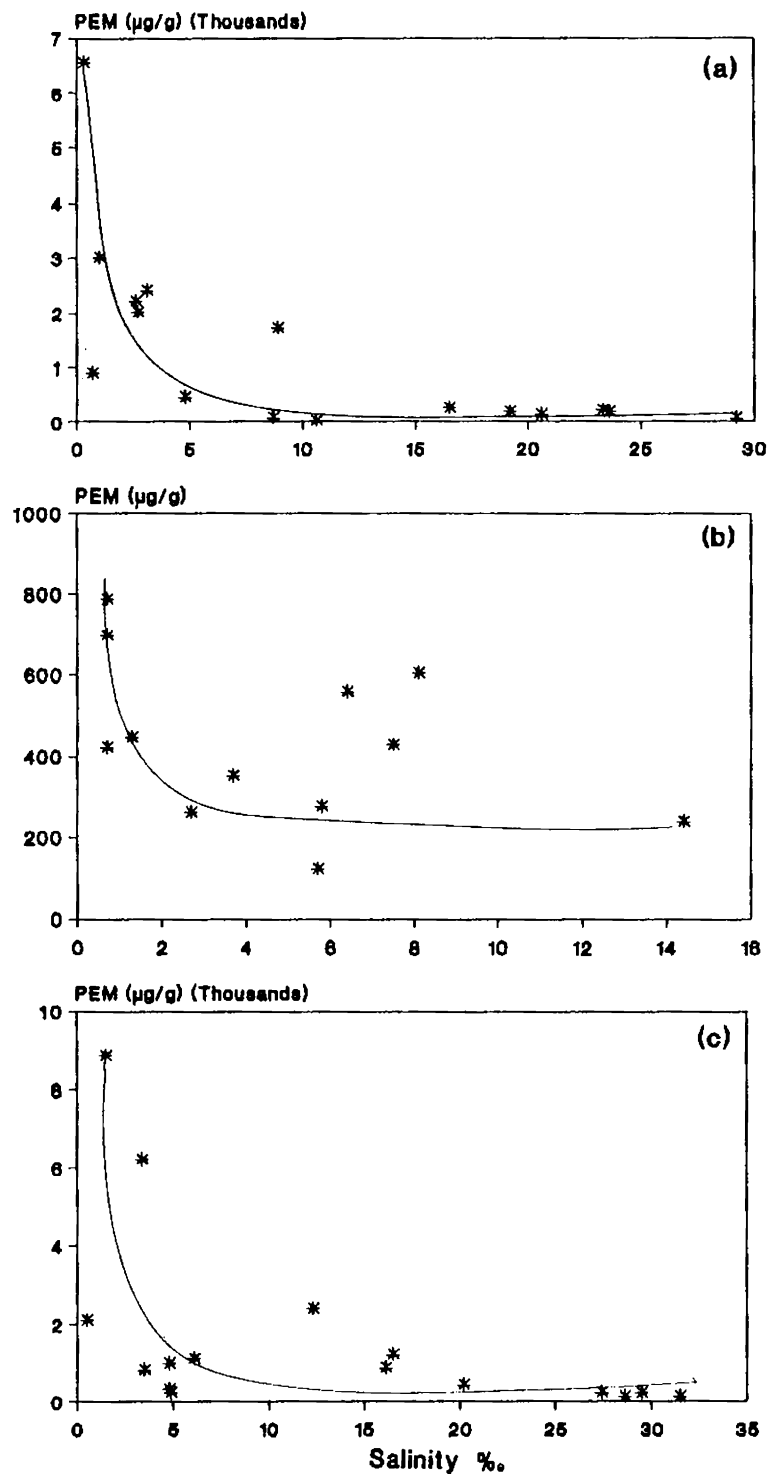 PEM (µg/g) (Thousands)
(a)
7
6
5
4
3
2
1
0
0 5 10 15 20 25 30
PEM (µg/g)
(b)
1000
800
600
400
200
0
0 2 4 6 8 10 12 14 16
PEM (µg/g) (Thousands)
(c)
10
8
6
4
2
0
0 5 10 15 20 25 30 35
Salinity ‰